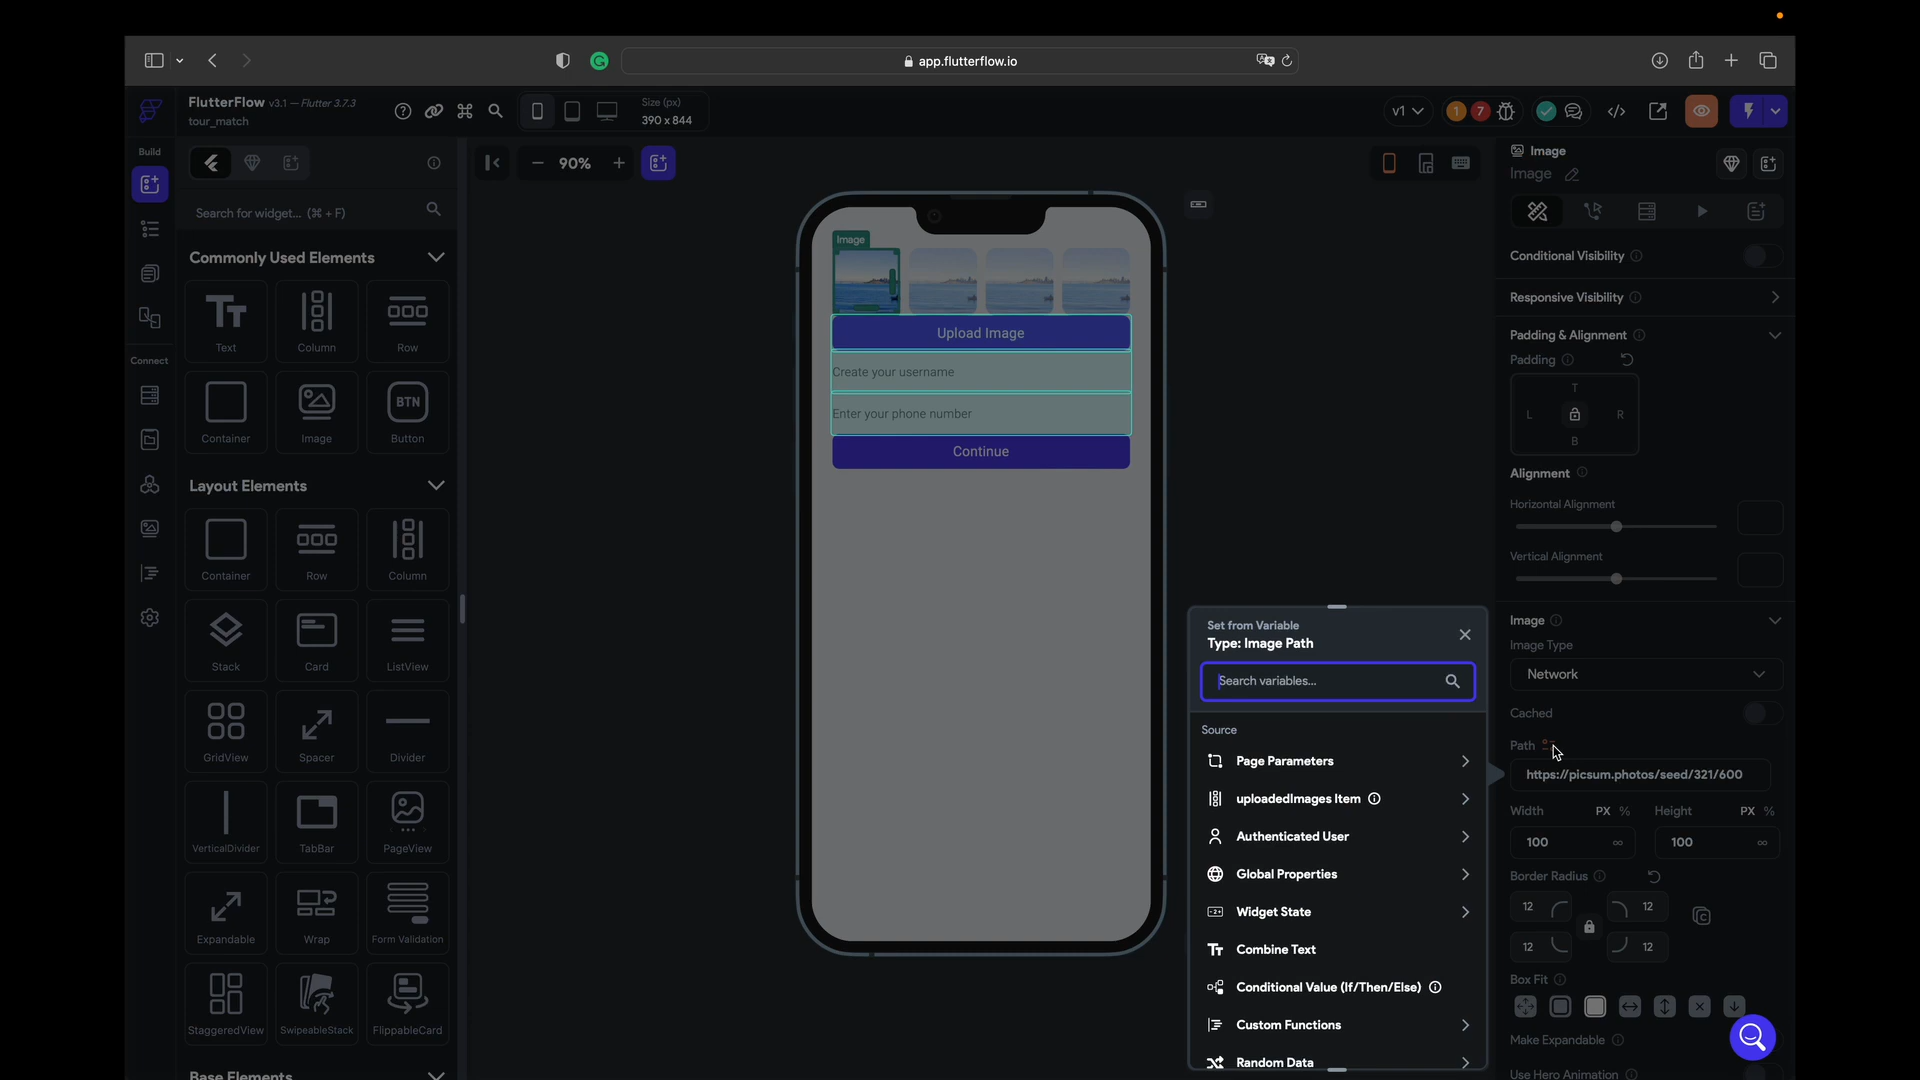 app.flutterflow.io
FlutterFlow v3.1 — Flutter 3.7.3
tour_match
Size (px)
390 x 844
v1
1
7
Build
90%
Search for widget... (⌘ + F)
Commonly Used Elements
Text
Column
Row
Container
Image
BTN
Button
Connect
Layout Elements
Container
Row
Column
Stack
Card
ListView
GridView
Spacer
Divider
VerticalDivider
TabBar
PageView
Expandable
Wrap
Form Validation
StaggeredView
SwipeableStack
FlippableCard
Base Elements
Image
Upload Image
Create your username
Enter your phone number
Continue
Set from Variable
Type: Image Path
Search variables...
Source
Page Parameters
uploadedImages Item
Authenticated User
Global Properties
Widget State
Combine Text
Conditional Value (If/Then/Else)
Custom Functions
Random Data
Image
Image
Conditional Visibility
Responsive Visibility
Padding & Alignment
Padding
T
L
R
B
Alignment
Horizontal Alignment
Vertical Alignment
Image
Image Type
Network
Cached
Path
https://picsum.photos/seed/321/600
Width PX % Height PX %
100 ∞ 100 ∞
Border Radius
12 12
12 12
Box Fit
Make Expandable
Use Hero Animation